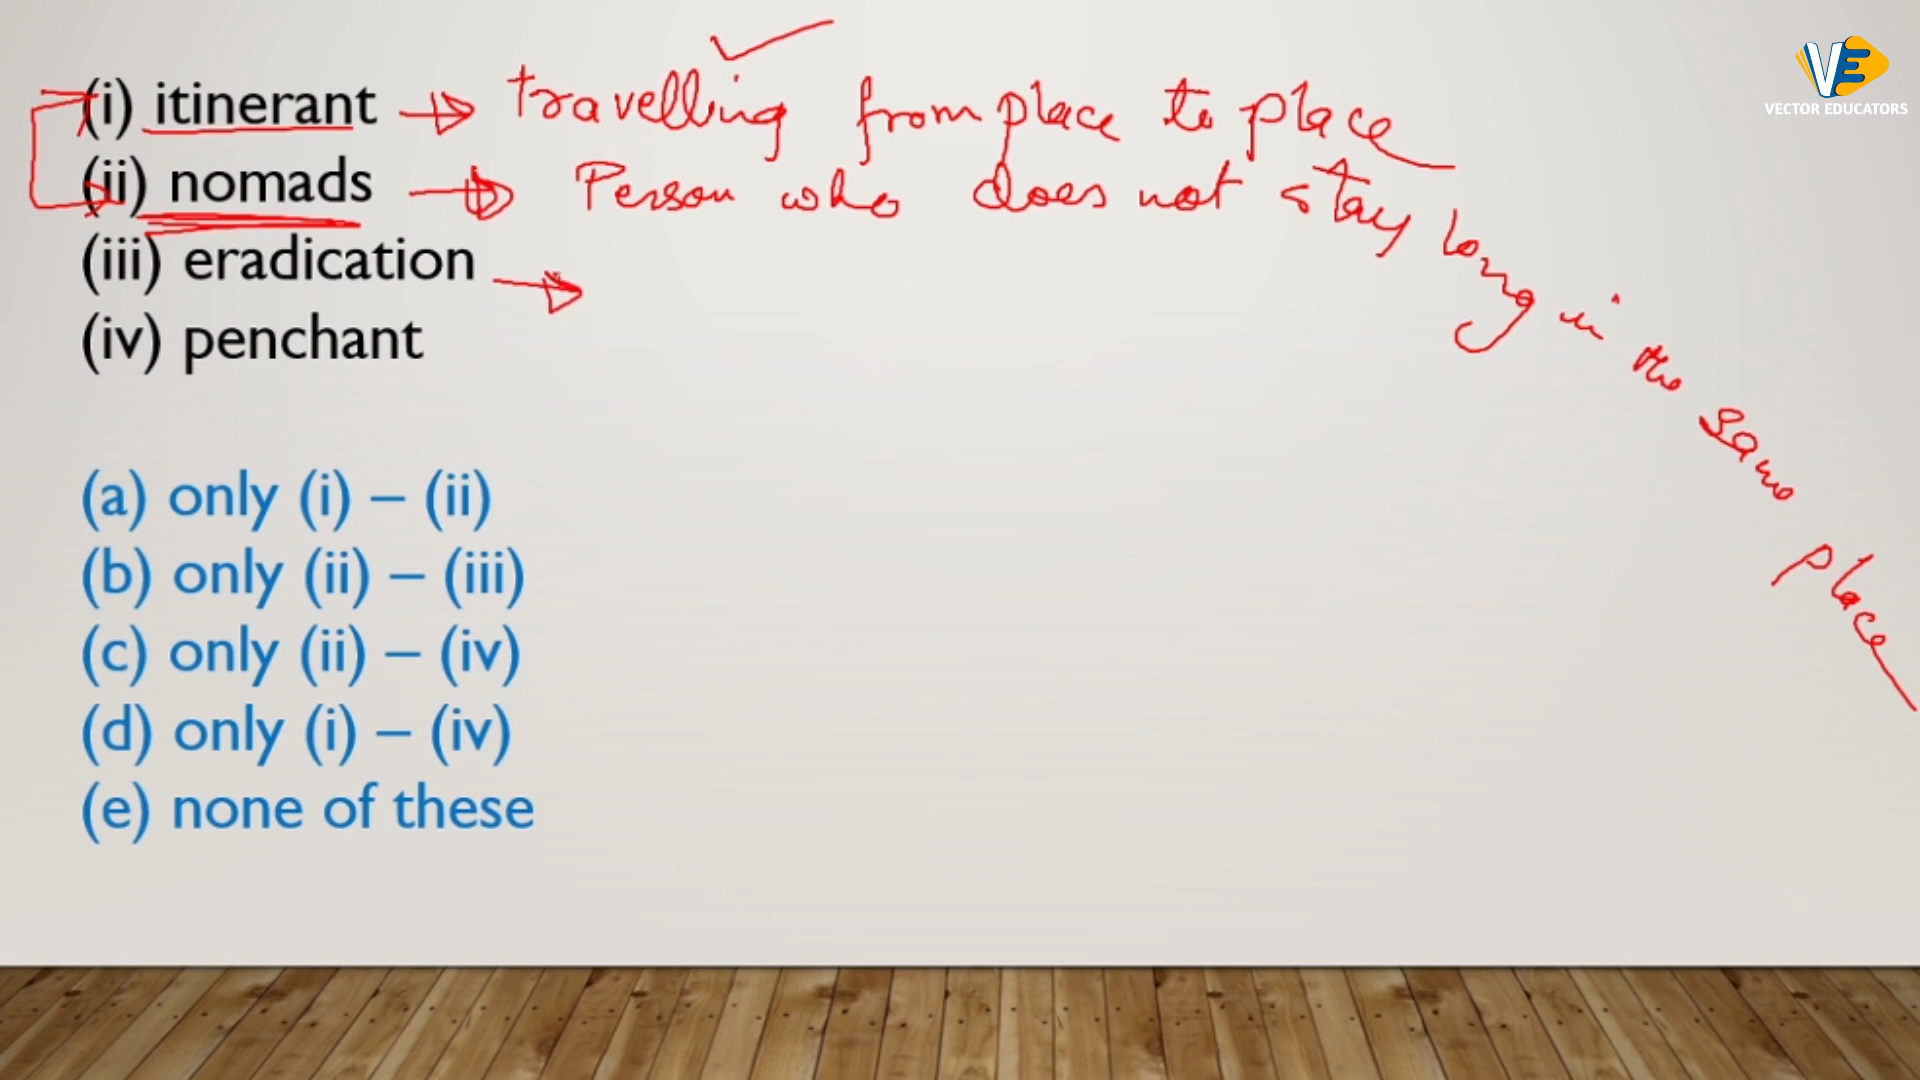 VE
VECTOR EDUCATORS
(i) itinerant → travelling from place to place
(ii) nomads → Person who does not stay long in the same place
(iii) eradication →
(iv) penchant
(a) only (i) – (ii)
(b) only (ii) – (iii)
(c) only (ii) – (iv)
(d) only (i) – (iv)
(e) none of these